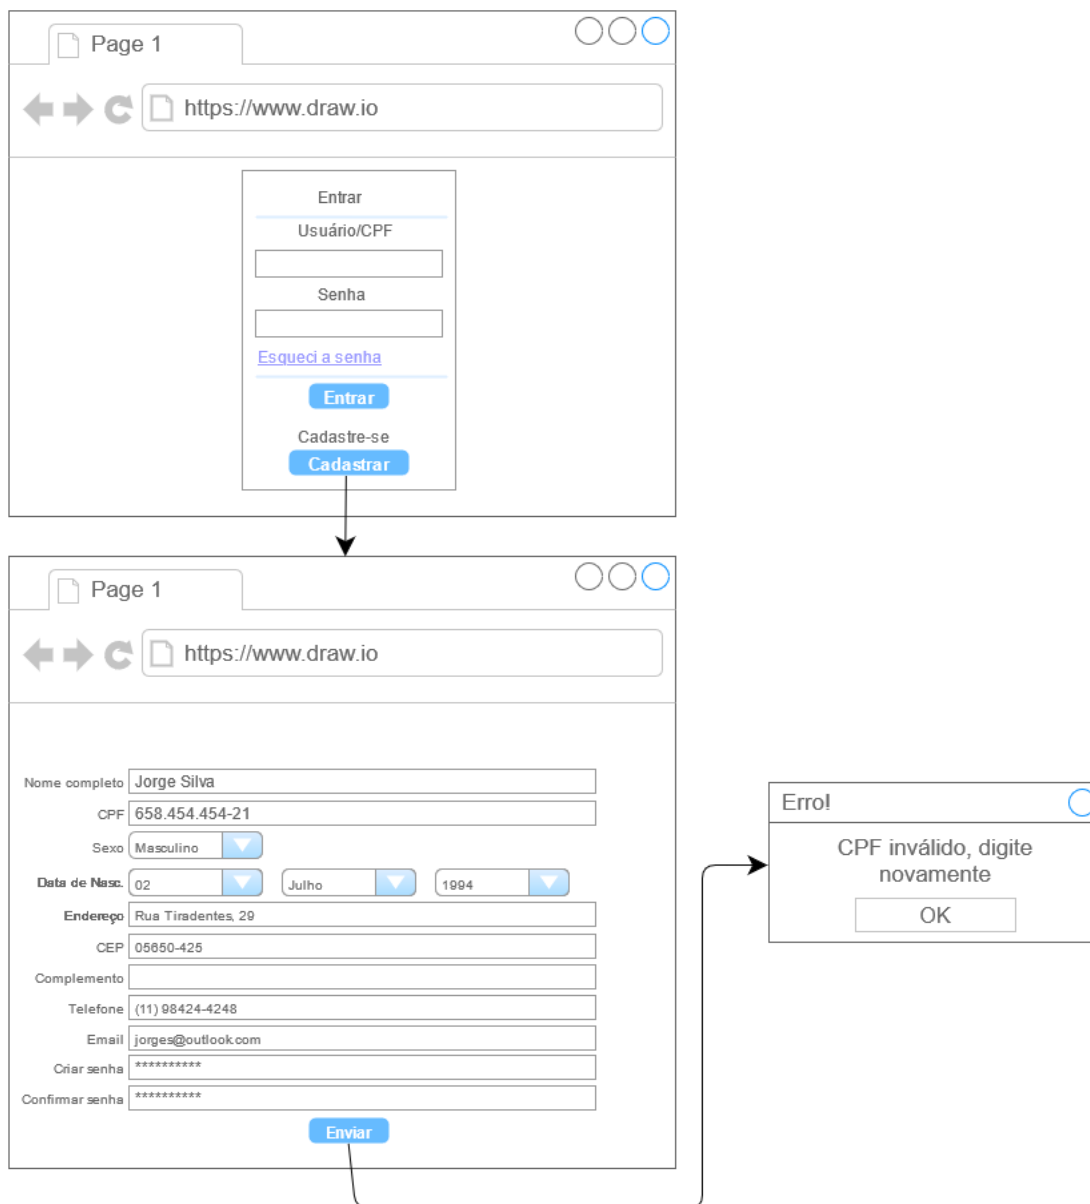 Page 1
https://www.draw.io
Entrar
Usuário/CPF
Senha
Esqueci a senha
Entrar
Cadastre-se
Cadastrar
Page 1
https://www.draw.io
Nome completo Jorge Silva
CPF 658.454.454-21
Sexo Masculino
Data de Nasc. 02 Julho 1994
Endereço Rua Tiradentes, 29
CEP 05650-425
Complemento
Telefone (11) 98424-4248
Email jorges@outlook.com
Criar senha **********
Confirmar senha **********
Enviar
Erro!
CPF inválido, digite
novamente
OK